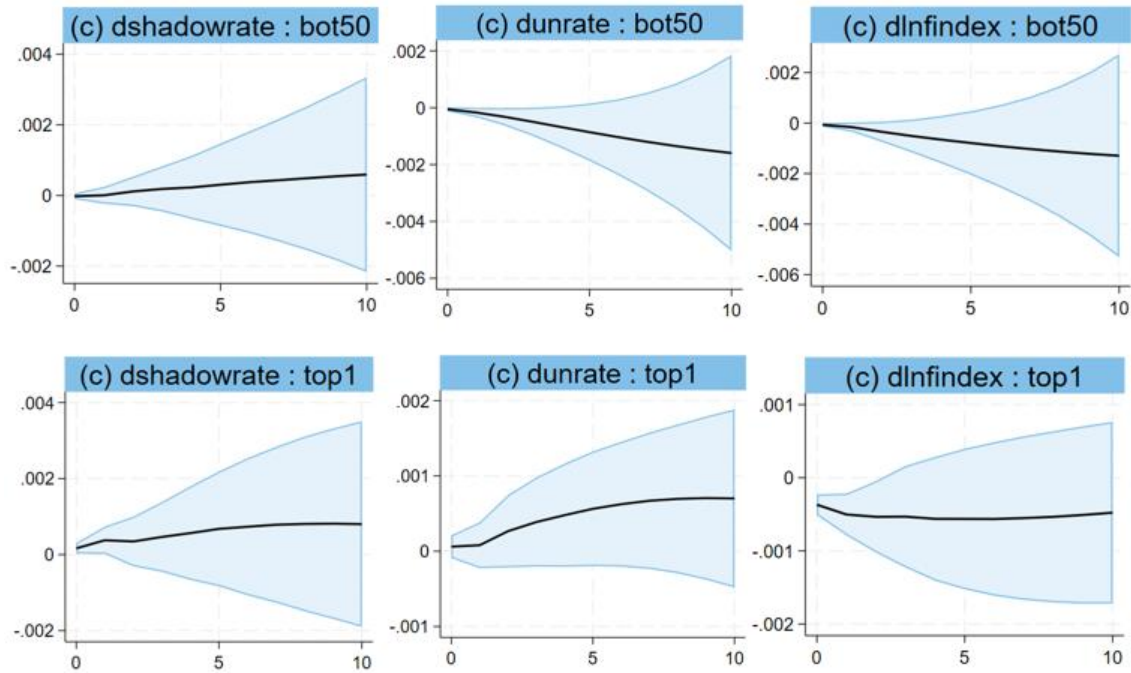 (c) dshadowrate : bot50
.004
.002
0
-.002
0 5 10
(c) dunrate : bot50
.002
0
-.002
-.004
-.006
0 5 10
(c) dlnfindex : bot50
.002
0
-.002
-.004
-.006
0 5 10
(c) dshadowrate : top1
.004
.002
0
-.002
0 5 10
(c) dunrate : top1
.002
.001
0
-.001
0 5 10
(c) dlnfindex : top1
.001
0
-.001
-.002
0 5 10